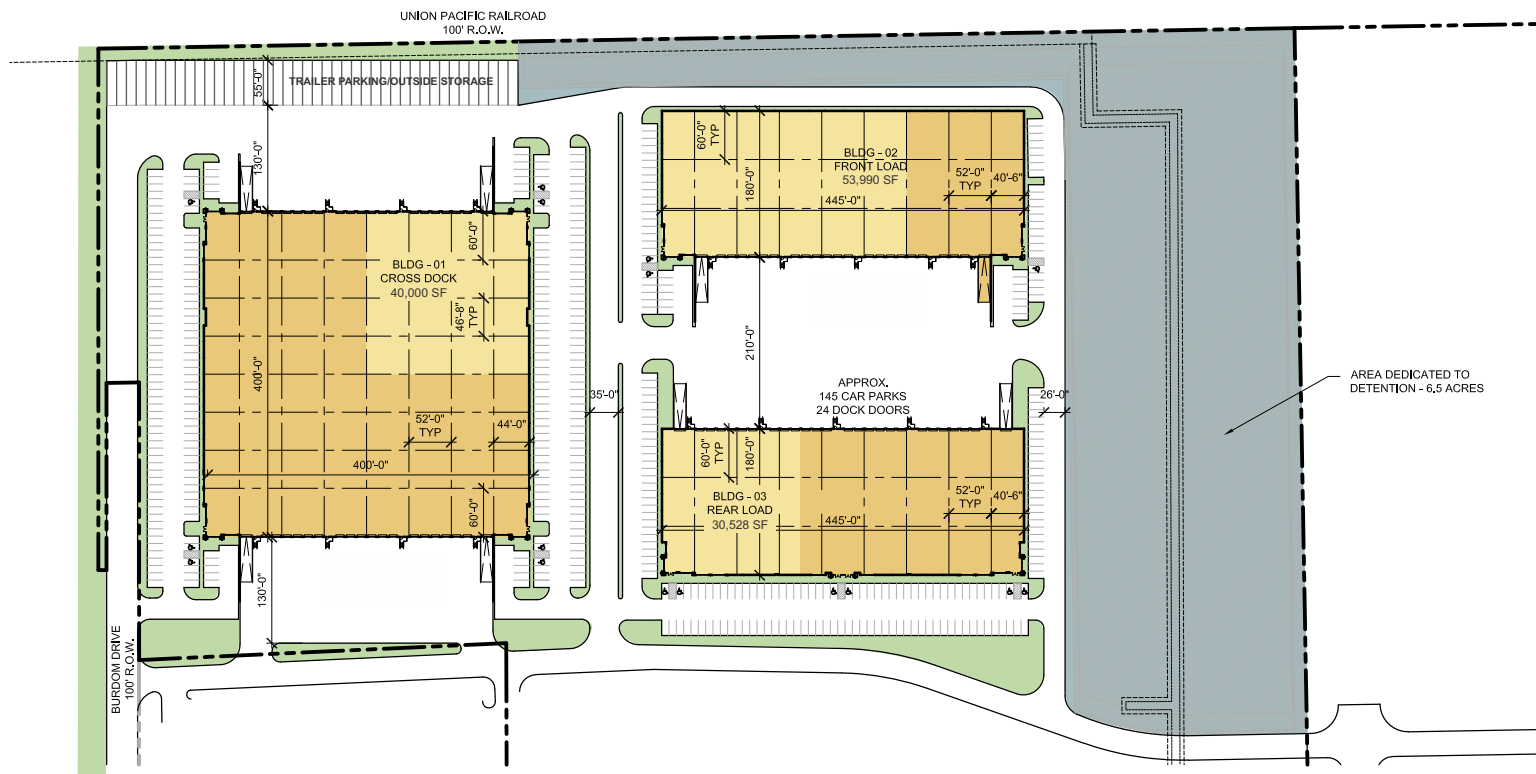 UNION PACIFIC RAILROAD
100' R.O.W.
TRAILER PARKING/OUTSIDE STORAGE
55'-0"
130'-0"
BLDG - 01
CROSS DOCK
40,000 SF
60'-0"
46'-8"
TYP
400'-0"
52'-0"
TYP
44'-0"
400'-0"
60'-0"
130'-0"
BURDOM DRIVE
100' R.O.W.
35'-0"
60'-0"
TYP
BLDG - 02
FRONT LOAD
53,990 SF
180'-0"
52'-0"
TYP
40'-6"
445'-0"
210'-0"
APPROX.
145 CAR PARKS
24 DOCK DOORS
26'-0"
60'-0"
TYP
180'-0"
BLDG - 03
REAR LOAD
30,528 SF
52'-0"
TYP
40'-6"
445'-0"
AREA DEDICATED TO
DETENTION - 6.5 ACRES